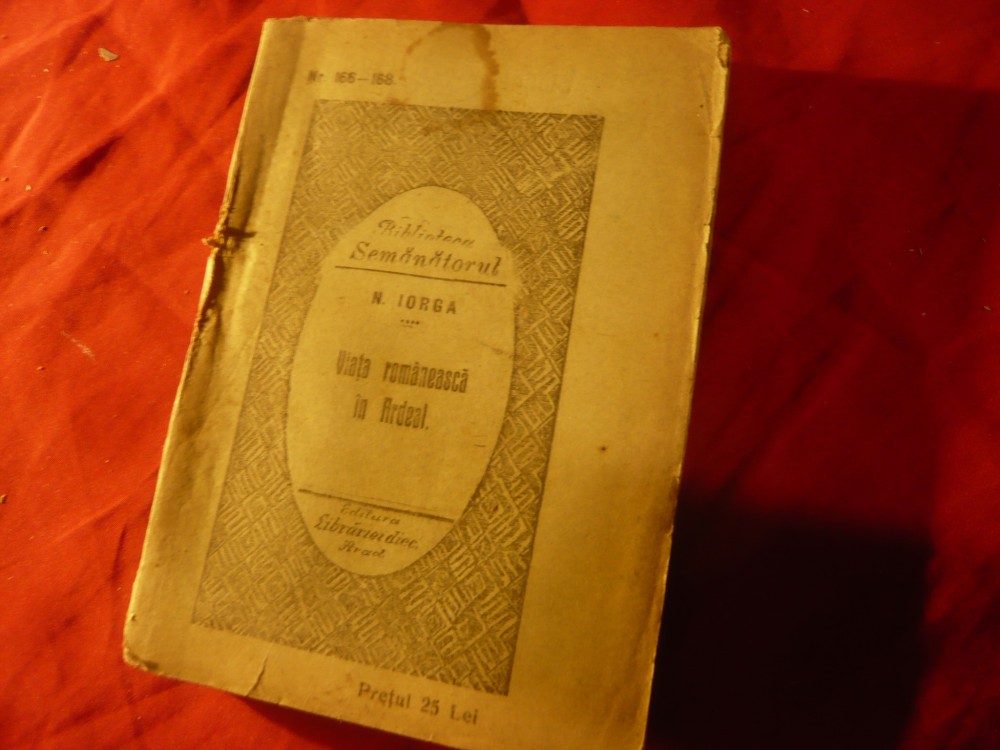 Nr. 166—168.
Biblioteca
Semănătorul
N. IORGA
Viața românească
în Ardeal.
Editura
Librăriei diec.
Arad
Prețul 25 Lei